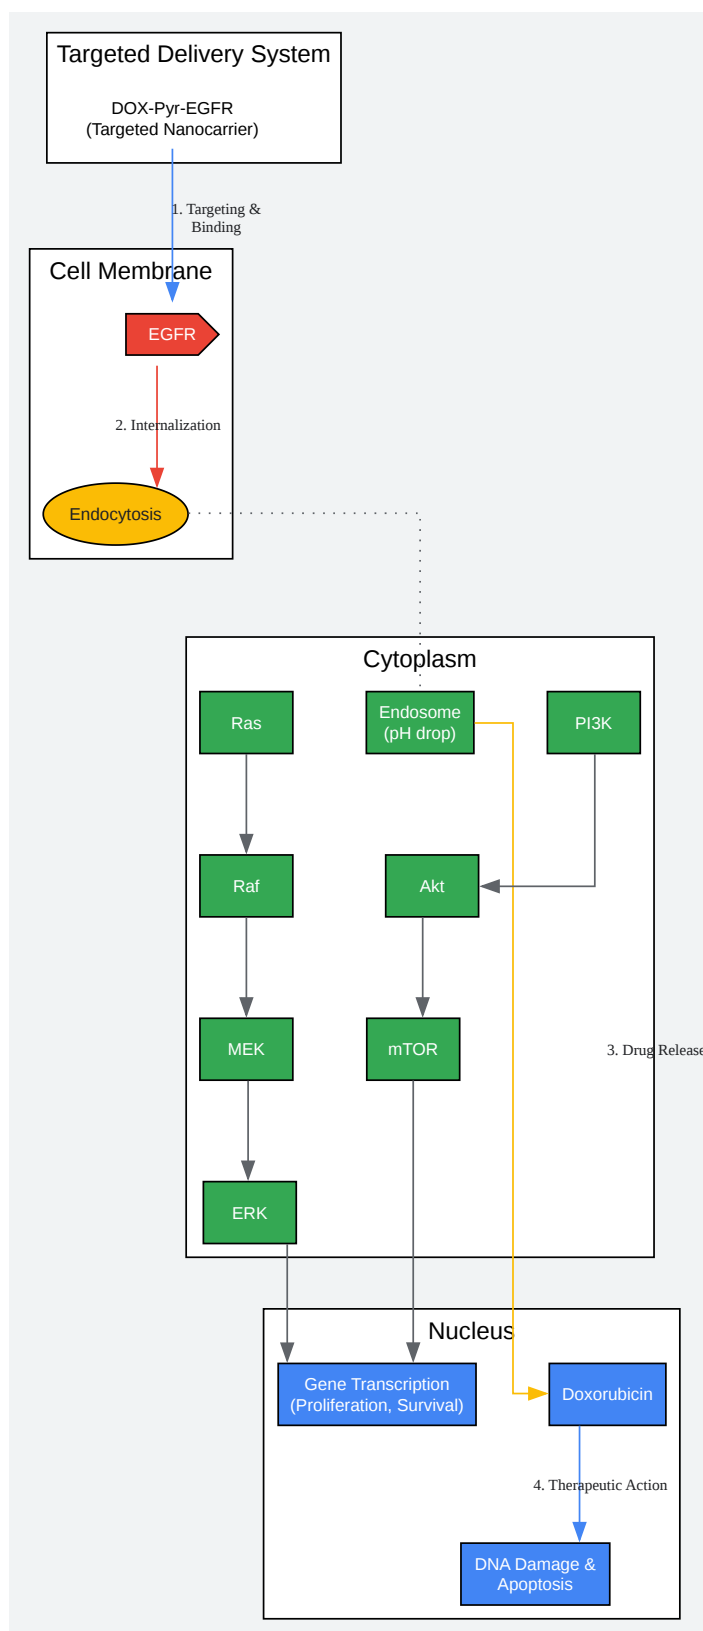 Targeted Delivery System
DOX-Pyr-EGFR
(Targeted Nanocarrier)
1. Targeting &
Binding
Cell Membrane
EGFR
2. Internalization
Endocytosis
Cytoplasm
Ras
Endosome
(pH drop)
PI3K
Raf
Akt
MEK
mTOR
3. Drug Release
ERK
Nucleus
Gene Transcription
(Proliferation, Survival)
Doxorubicin
4. Therapeutic Action
DNA Damage &
Apoptosis